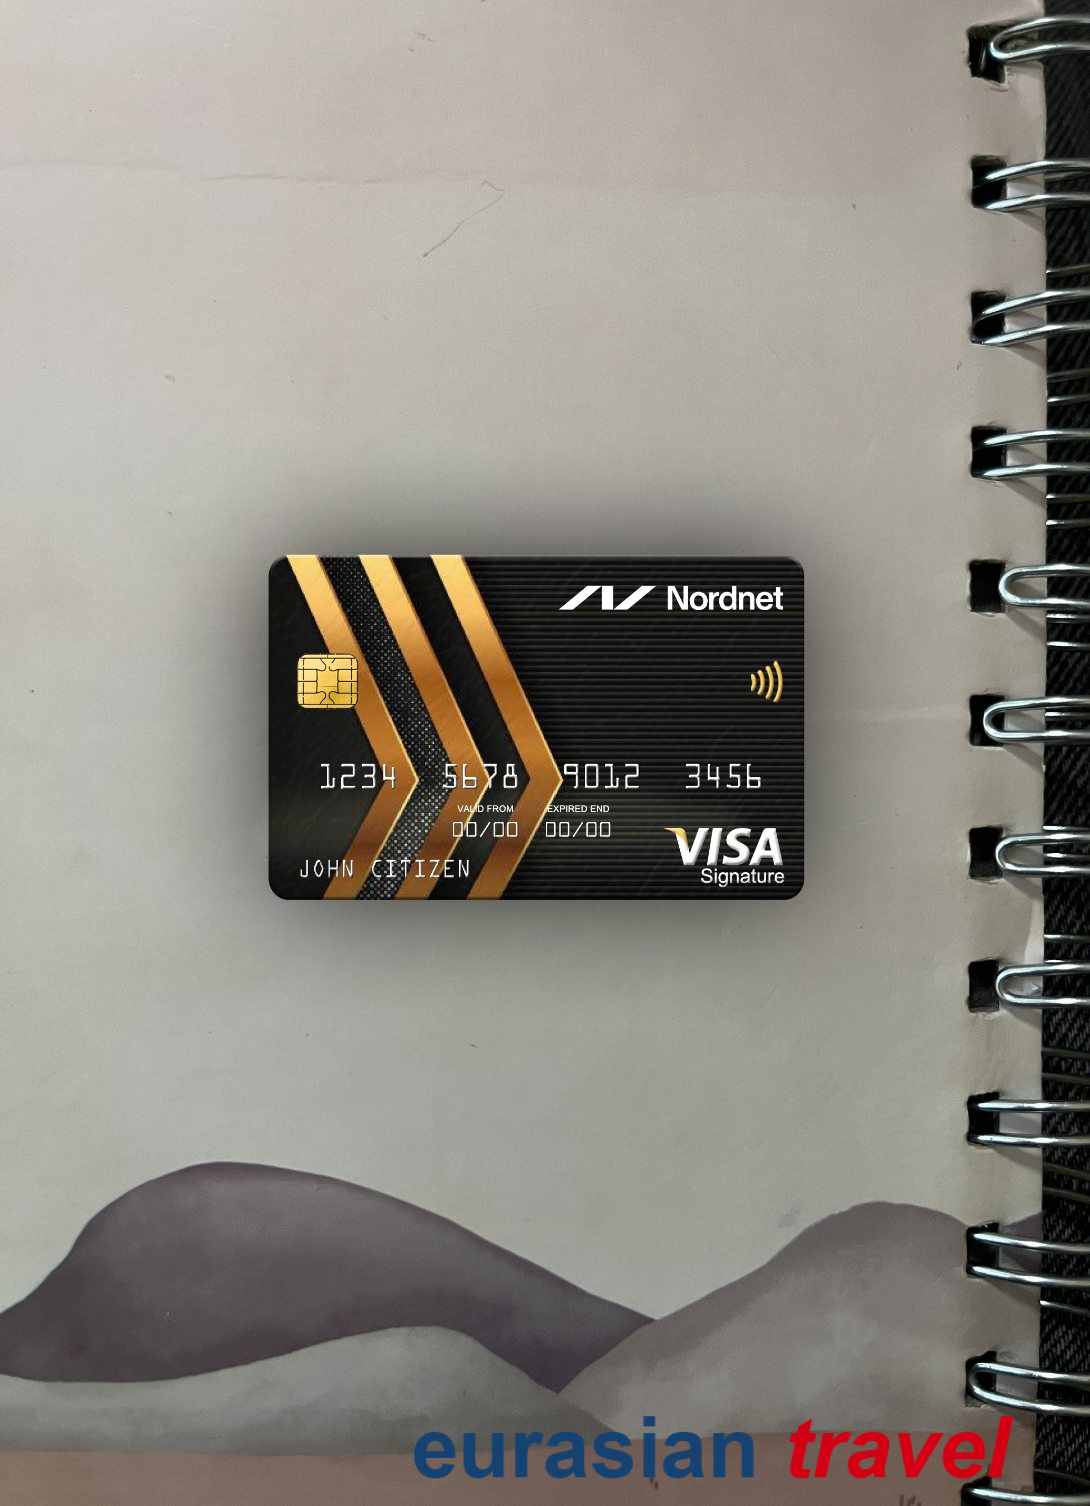 Nordnet
1234 5678 9012 3456
VALID FROM EXPIRED END
00/00 00/00
VISA
JOHN CITIZEN
Signature
eurasian travel